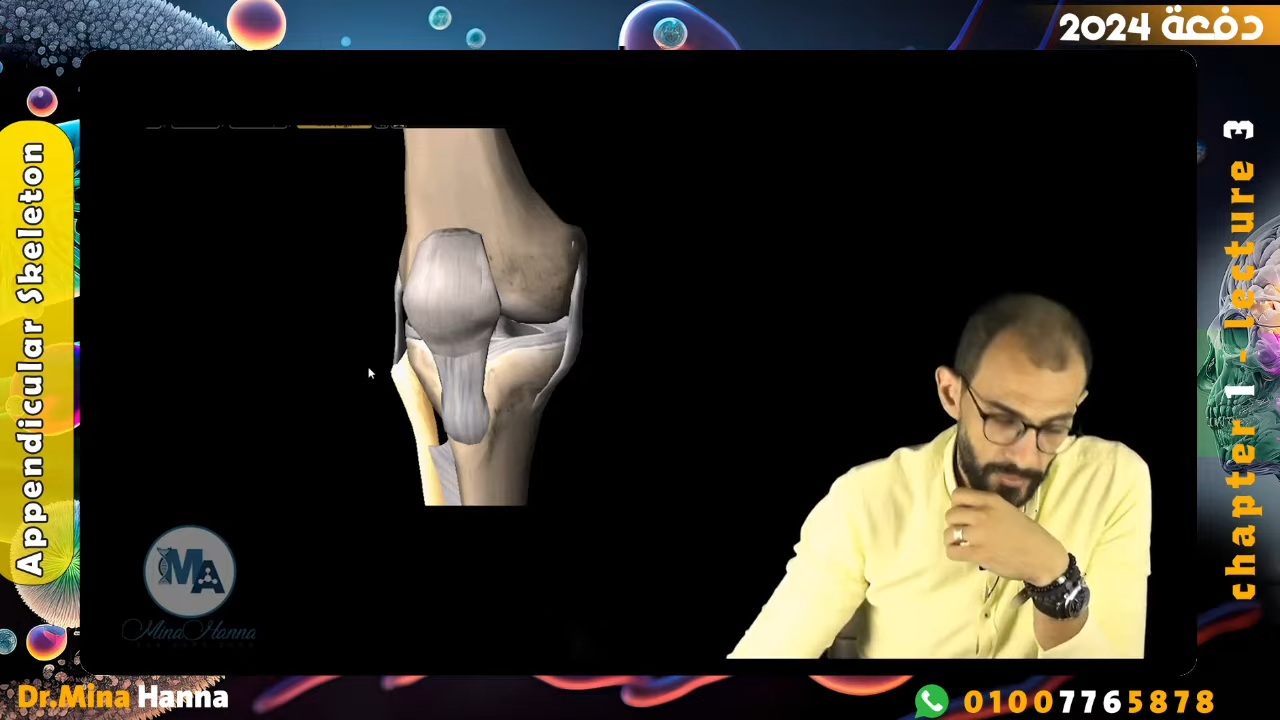 دفعة 2024
Appendicular Skeleton
chapter 1 - lecture 3
MA
Mina Hanna
Dr.Mina Hanna
01007765878